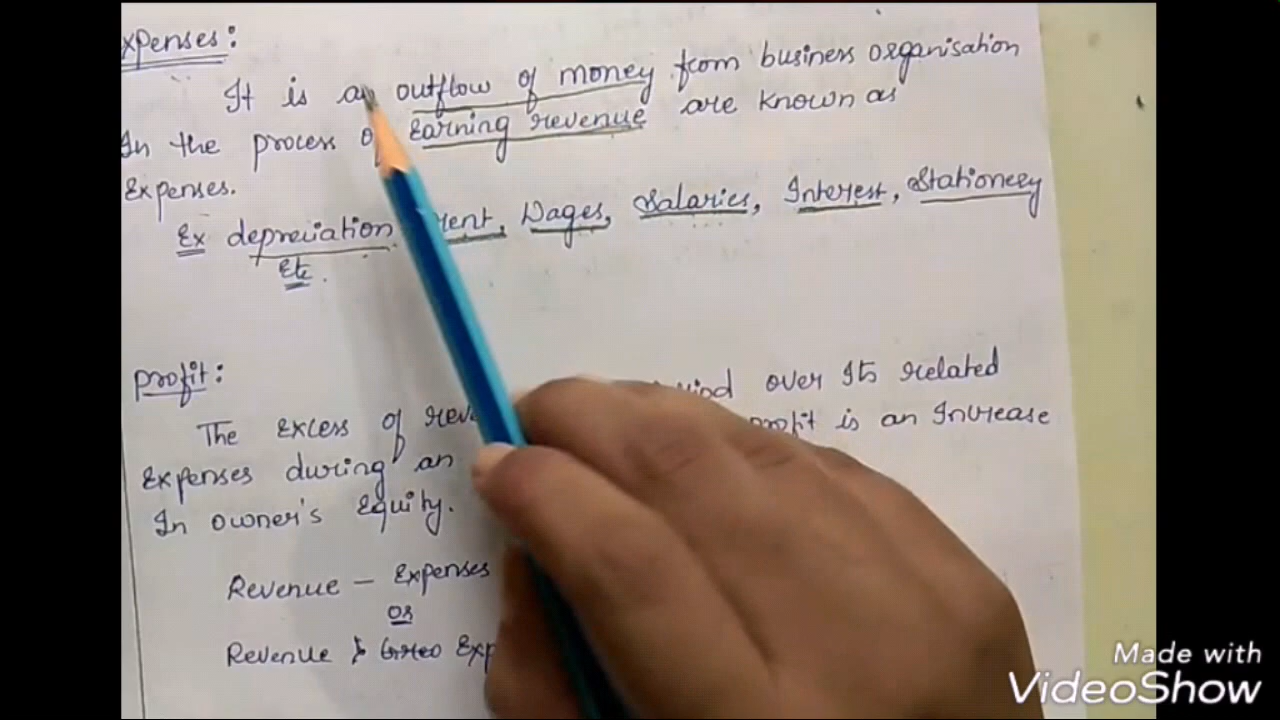 xpenses:
It is an outflow of money from business organisation
In the process of earning revenue are known as
Expenses.
Ex depreciation, rent, Wages, Salaries, Interest, Stationery
Etc.
Profit:
The excess of over Its related
Expenses during an profit is an Increase
In owner's Equity.
Revenue – Expenses
or
Revenue > Exp
Made with
VideoShow